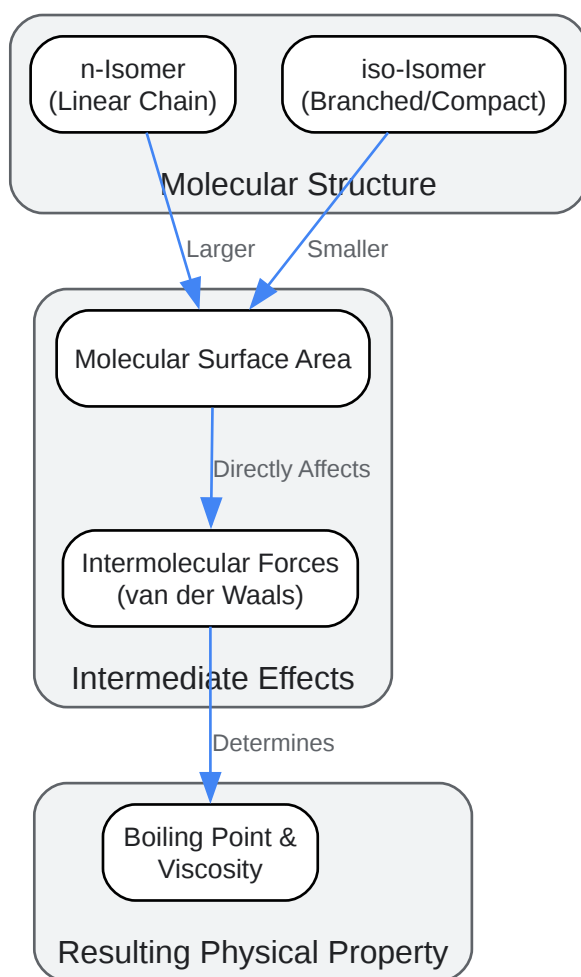 n-Isomer
(Linear Chain)
iso-Isomer
(Branched/Compact)
Molecular Structure
Larger
Smaller
Molecular Surface Area
Directly Affects
Intermolecular Forces
(van der Waals)
Intermediate Effects
Determines
Boiling Point &
Viscosity
Resulting Physical Property